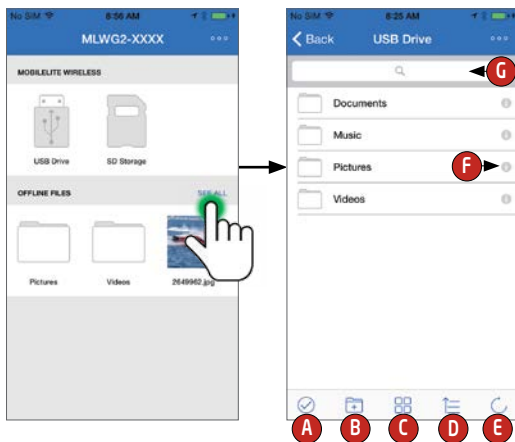 No SIM 8:56 AM
MLWG2-XXXX
MOBILELITE WIRELESS
USB Drive SD Storage
OFFLINE FILES SEE ALL
Pictures Videos 2649962.jpg
No SIM 8:25 AM
Back USB Drive
G
Documents
Music
Pictures
F
Videos
A B C D E